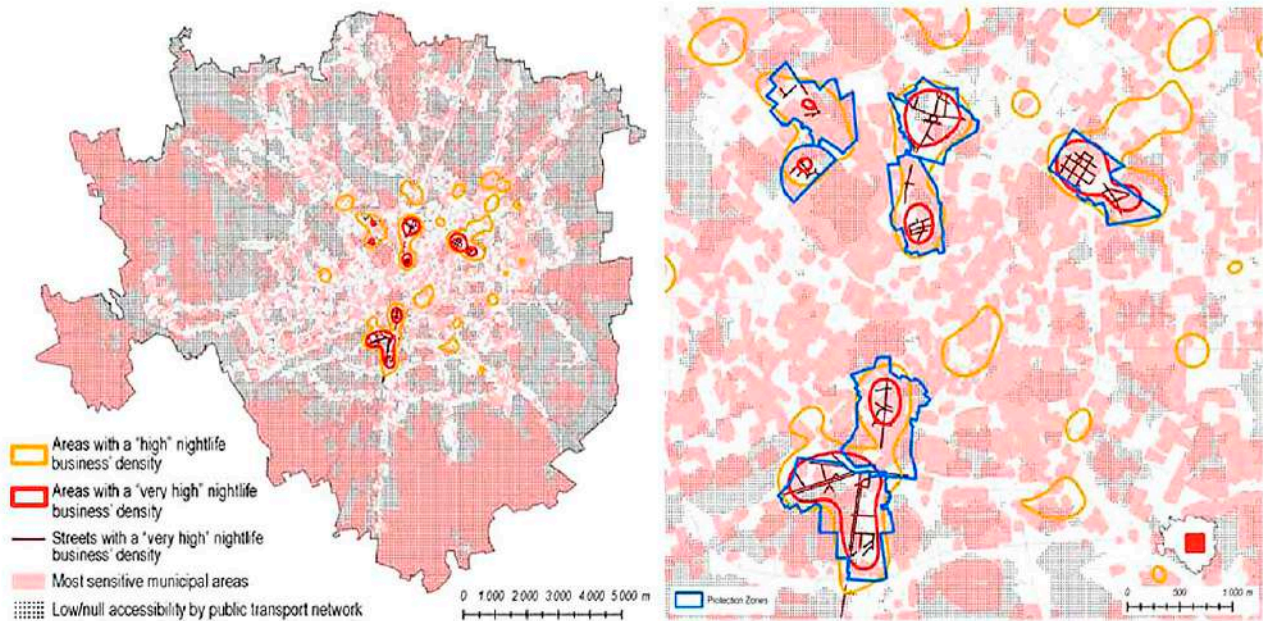 Areas with a "high" nightlife
business' density
Areas with a "very high" nightlife
business' density
Streets with a "very high" nightlife
business' density
Most sensitive municipal areas
Low/null accessibility by public transport network
0 1 000 2 000 3 000 4 000 5 000 m
Protection Zones
0 500 1 000 m